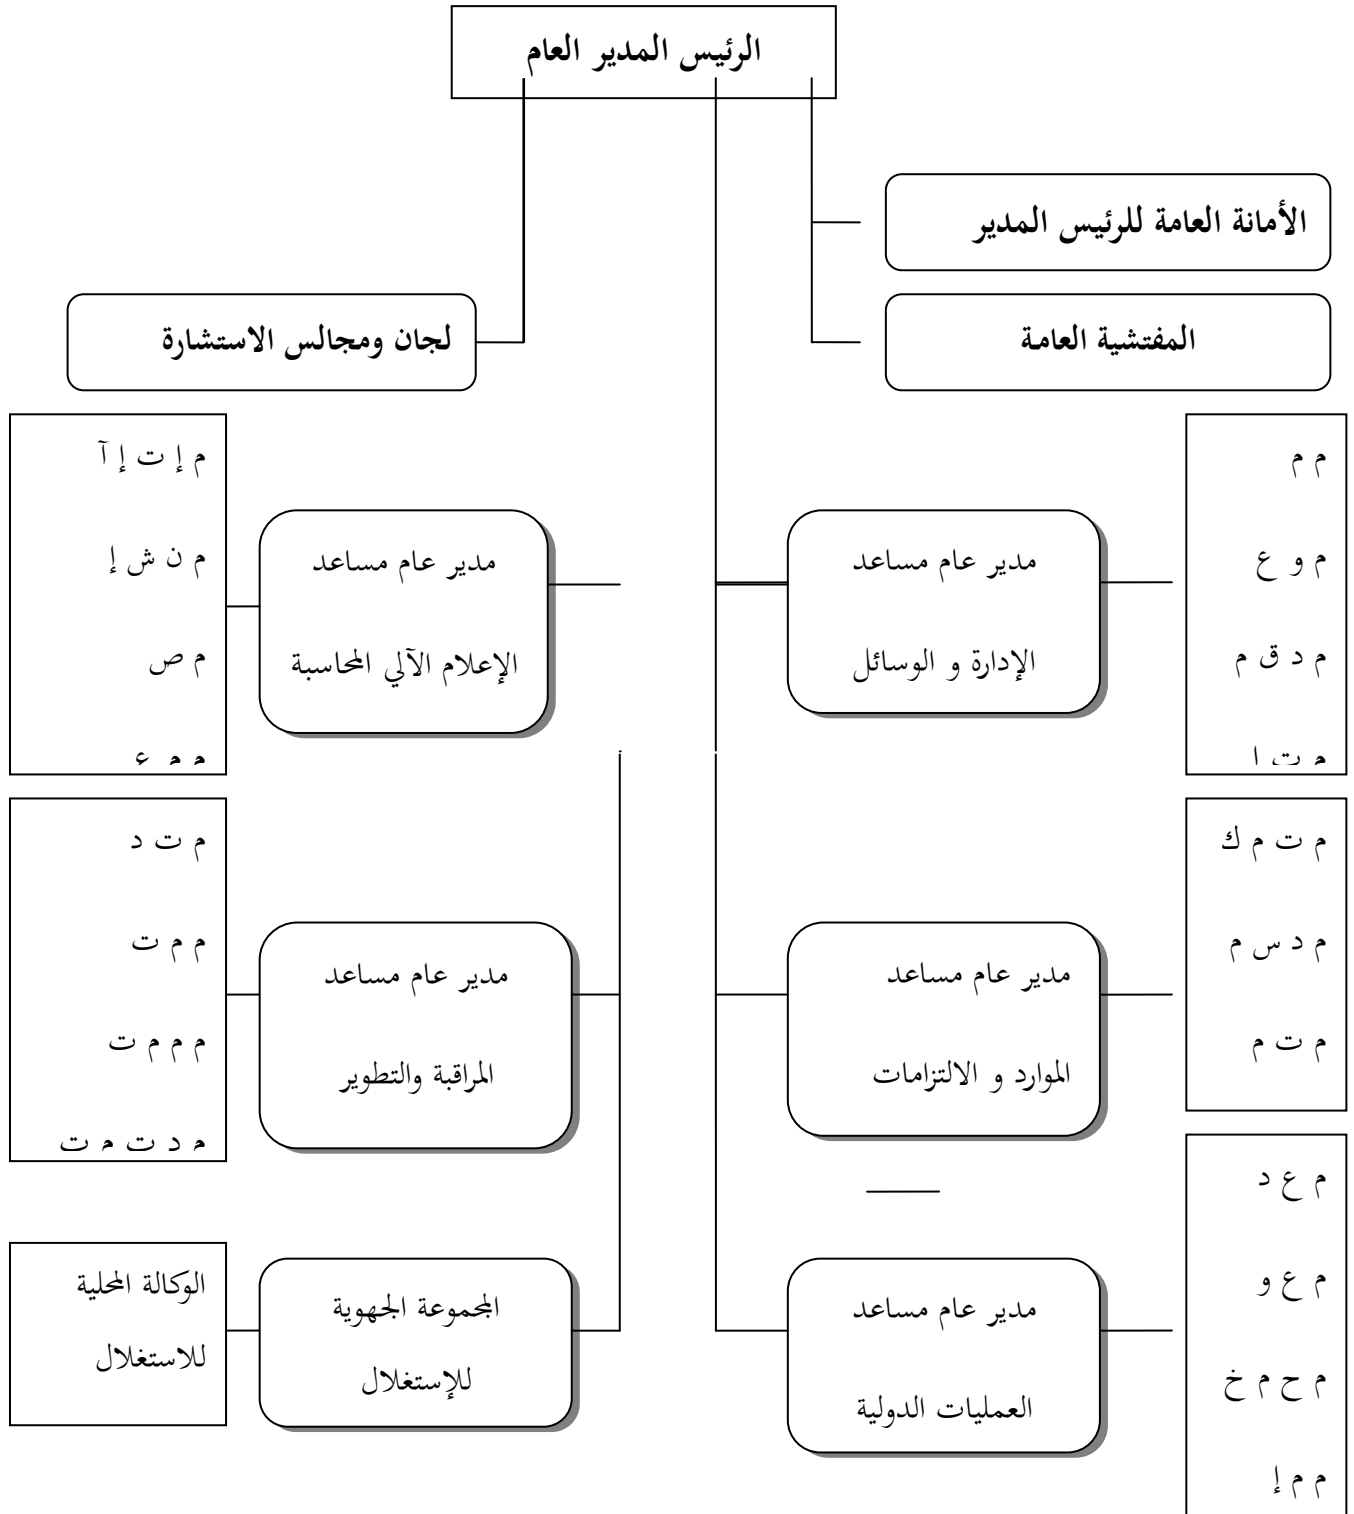 الرئيس المدير العام
الأمانة العامة للرئيس المدير
المفتشية العامة
لجان ومجالس الاستشارة
م م
م و ع
م د ق م
م ت ا
مدير عام مساعد
الإدارة و الوسائل
مدير عام مساعد
الإعلام الآلي المحاسبة
م إ ت إ آ
م ن ش إ
م ص
م م ع
م ت م ك
م د س م
م ت م
مدير عام مساعد
الموارد و الالتزامات
مدير عام مساعد
المراقبة والتطوير
م ت د
م م ت
م م م ت
م د ت م ت
م ع د
م ع و
م ح م خ
م م إ
مدير عام مساعد
العمليات الدولية
المجموعة الجهوية
للإستغلال
الوكالة المحلية
للاستغلال